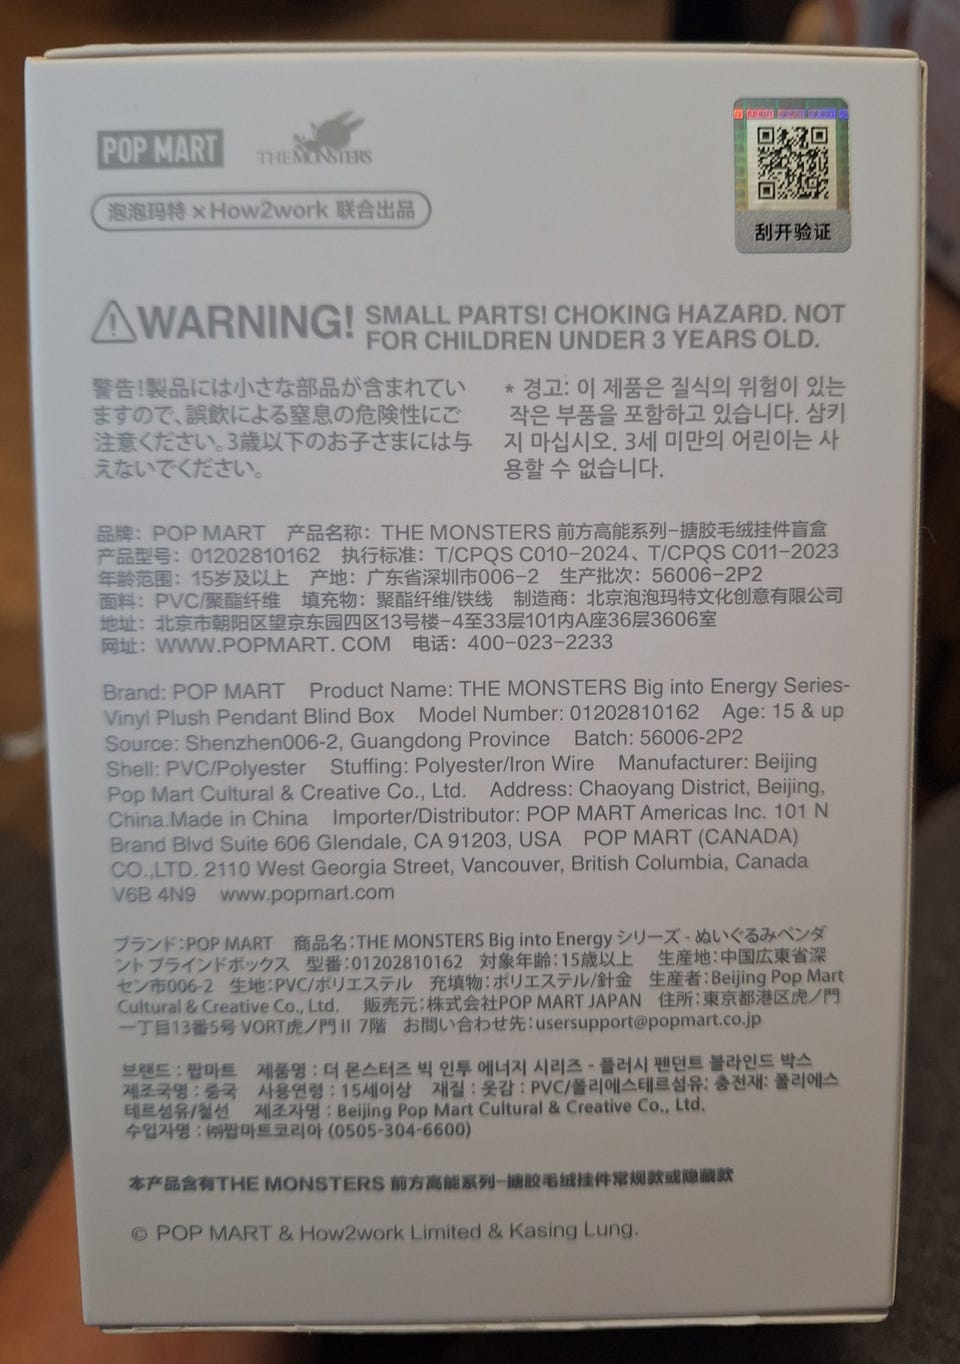 POP MART
THE MONSTERS
泡泡玛特 × How2work 联合出品
刮开验证
WARNING! SMALL PARTS! CHOKING HAZARD. NOT
FOR CHILDREN UNDER 3 YEARS OLD.
警告!製品には小さな部品が含まれてい
ますので、誤飲による窒息の危険性にご
注意ください。3歳以下のお子さまには与
えないでください。
* 경고: 이 제품은 질식의 위험이 있는
작은 부품을 포함하고 있습니다. 삼키
지 마십시오. 3세 미만의 어린이는 사
용할 수 없습니다.
品牌: POP MART 产品名称: THE MONSTERS 前方高能系列-搪胶毛绒挂件盲盒
产品型号: 01202810162 执行标准: T/CPQS C010-2024、T/CPQS C011-2023
年龄范围: 15岁及以上 产地: 广东省深圳市006-2 生产批次: 56006-2P2
面料: PVC/聚酯纤维 填充物: 聚酯纤维/铁线 制造商: 北京泡泡玛特文化创意有限公司
地址: 北京市朝阳区望京东园四区13号楼-4至33层101内A座36层3606室
网址: WWW.POPMART. COM 电话: 400-023-2233
Brand: POP MART Product Name: THE MONSTERS Big into Energy Series-
Vinyl Plush Pendant Blind Box Model Number: 01202810162 Age: 15 & up
Source: Shenzhen006-2, Guangdong Province Batch: 56006-2P2
Shell: PVC/Polyester Stuffing: Polyester/Iron Wire Manufacturer: Beijing
Pop Mart Cultural & Creative Co., Ltd. Address: Chaoyang District, Beijing,
China.Made in China Importer/Distributor: POP MART Americas Inc. 101 N
Brand Blvd Suite 606 Glendale, CA 91203, USA POP MART (CANADA)
CO.,LTD. 2110 West Georgia Street, Vancouver, British Columbia, Canada
V6B 4N9 www.popmart.com
ブランド:POP MART 商品名:THE MONSTERS Big into Energy シリーズ - ぬいぐるみペンダ
ント ブラインドボックス 型番:01202810162 対象年齢:15歳以上 生産地:中国広東省深
セン市006-2 生地:PVC/ポリエステル 充填物:ポリエステル/針金 生産者:Beijing Pop Mart
Cultural & Creative Co., Ltd. 販売元:株式会社POP MART JAPAN 住所:東京都港区虎ノ門
一丁目13番5号 VORT虎ノ門 II 7階 お問い合わせ先:usersupport@popmart.co.jp
브랜드 : 팝마트 제품명 : 더 몬스터즈 빅 인투 에너지 시리즈 - 플러시 펜던트 블라인드 박스
제조국명 : 중국 사용연령 : 15세이상 재질 : 옷감 : PVC/폴리에스테르섬유; 충전재: 폴리에스
테르섬유/철선 제조자명 : Beijing Pop Mart Cultural & Creative Co., Ltd.
수입자명 : ㈜팝마트코리아 (0505-304-6600)
本产品含有THE MONSTERS 前方高能系列-搪胶毛绒挂件常规款或隐藏款
© POP MART & How2work Limited & Kasing Lung.